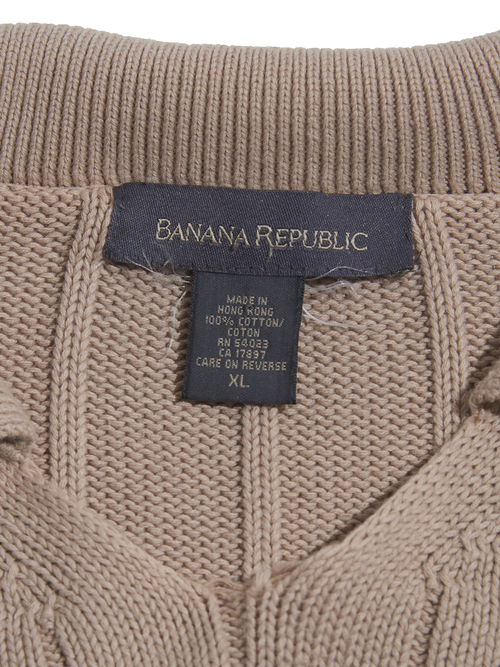 BANANA REPUBLIC
MADE IN
HONG KONG
100% COTTON/
COTON
RN 54023
CA 17897
CARE ON REVERSE
XL